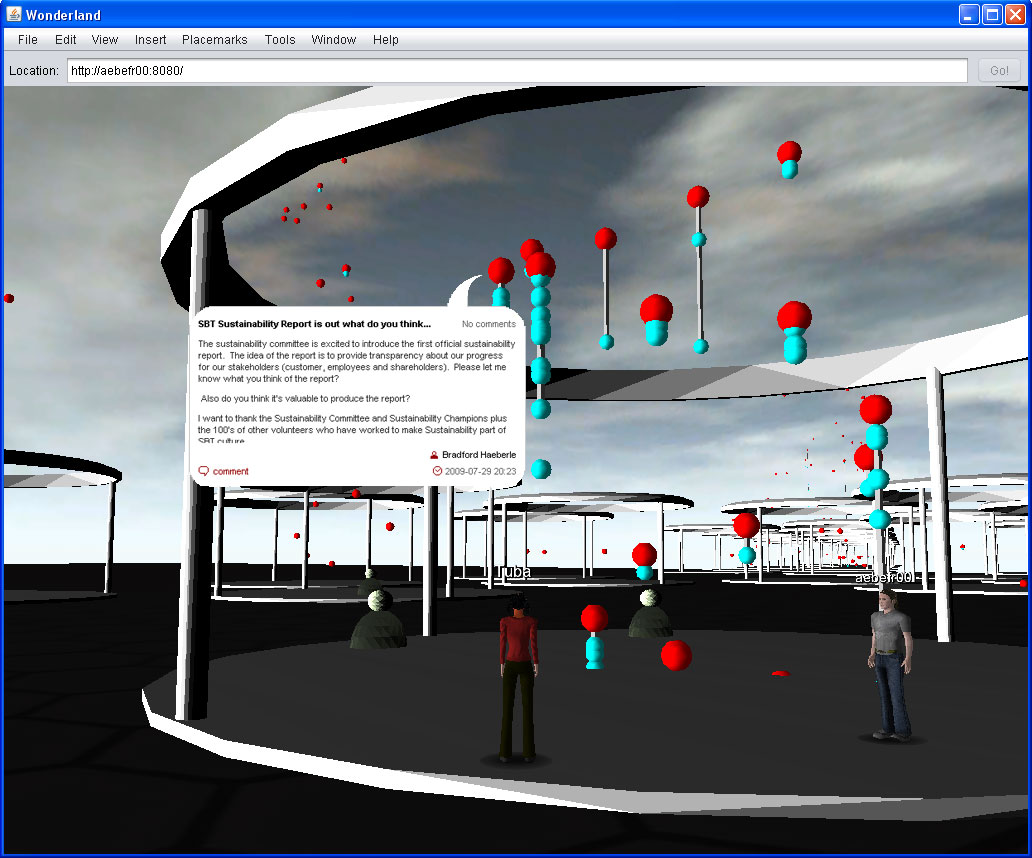 Wonderland
File Edit View Insert Placemarks Tools Window Help
Location: http://aebefr00:8080/ Go!
SBT Sustainability Report is out what do you think... No comments
The sustainability committee is excited to introduce the first official sustainability
report. The idea of the report is to provide transparency about our progress
for our stakeholders (customer, employees and shareholders). Please let me
know what you think of the report?
Also do you think it's valuable to produce the report?
I want to thank the Sustainability Committee and Sustainability Champions plus
the 100's of other volunteers who have worked to make Sustainability part of
SBT culture.
Bradford Haeberle
comment 2009-07-29 20:23
aebefr00